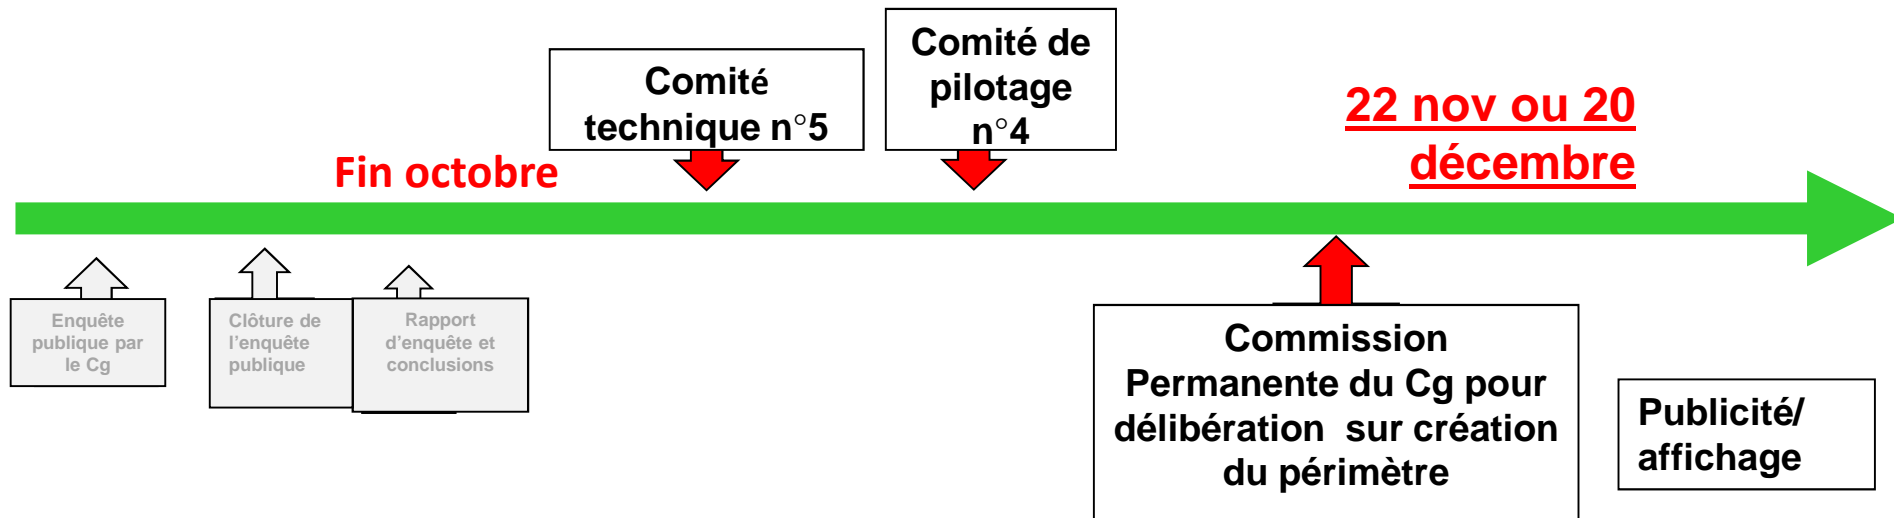 Comité
technique n°5
Comité de
pilotage
n°4
22 nov ou 20
décembre
Fin octobre
Enquête
publique par
le Cg
Clôture de
l'enquête
publique
Rapport
d'enquête et
conclusions
Commission
Permanente du Cg pour
délibération sur création
du périmètre
Publicité/
affichage